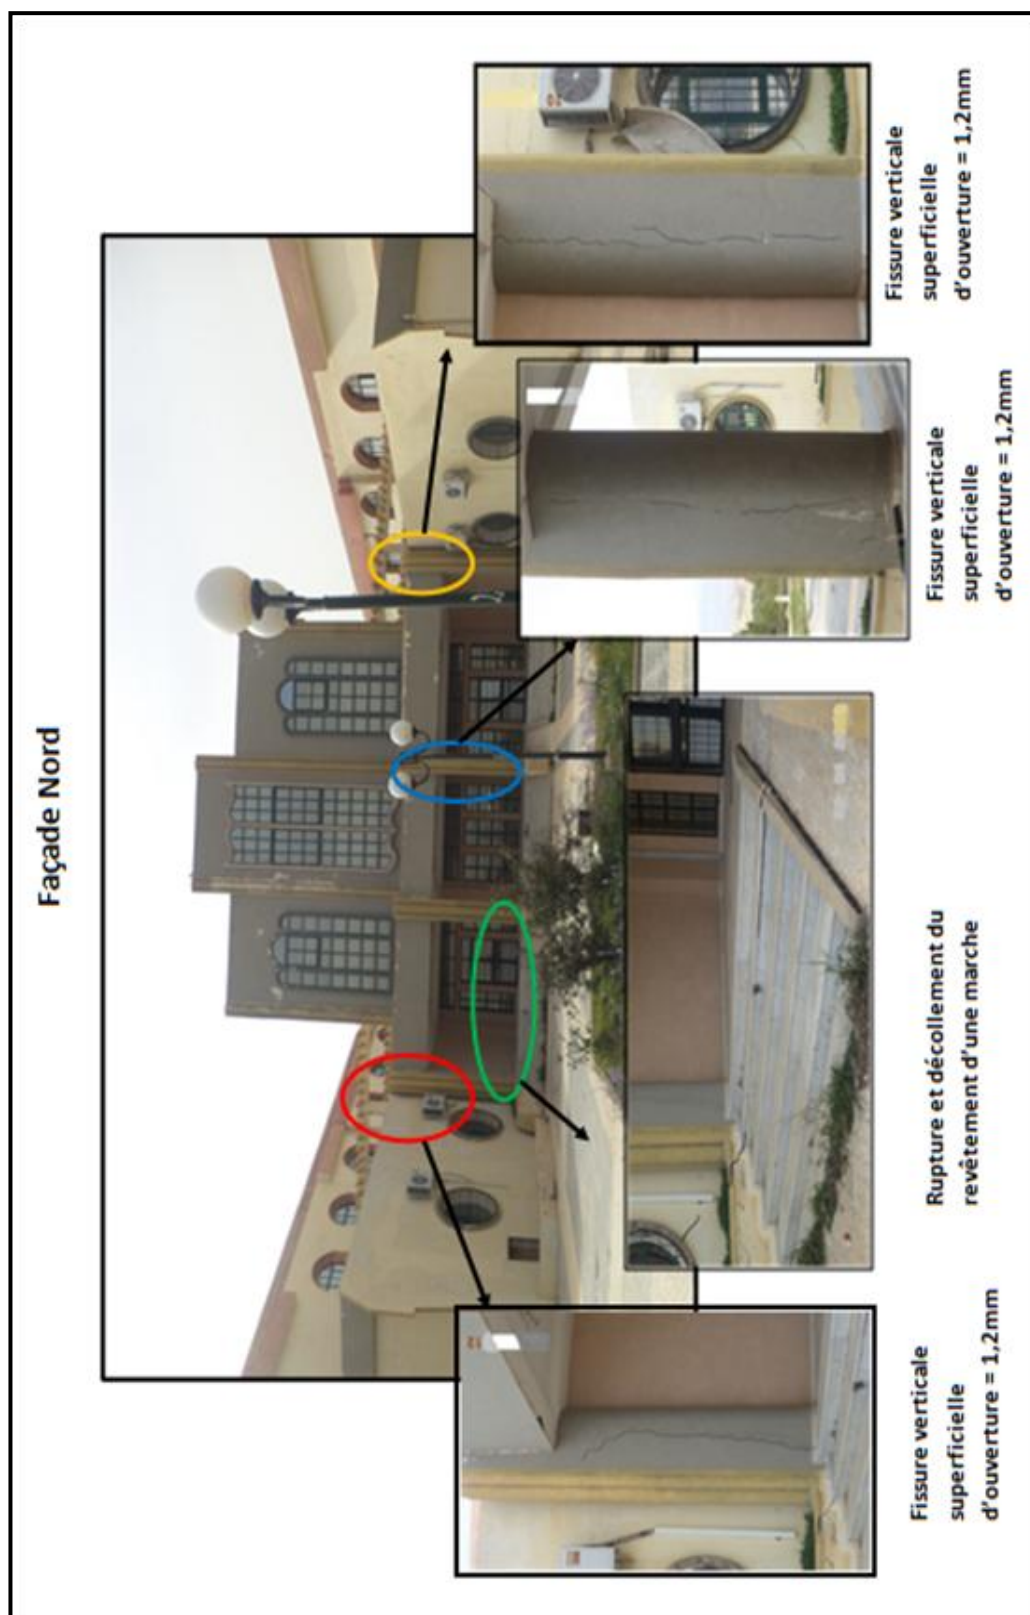 Façade Nord
Fissure verticale
superficielle
d'ouverture = 1,2mm
Rupture et décollement du
revêtement d'une marche
Fissure verticale
superficielle
d'ouverture = 1,2mm
Fissure verticale
superficielle
d'ouverture = 1,2mm